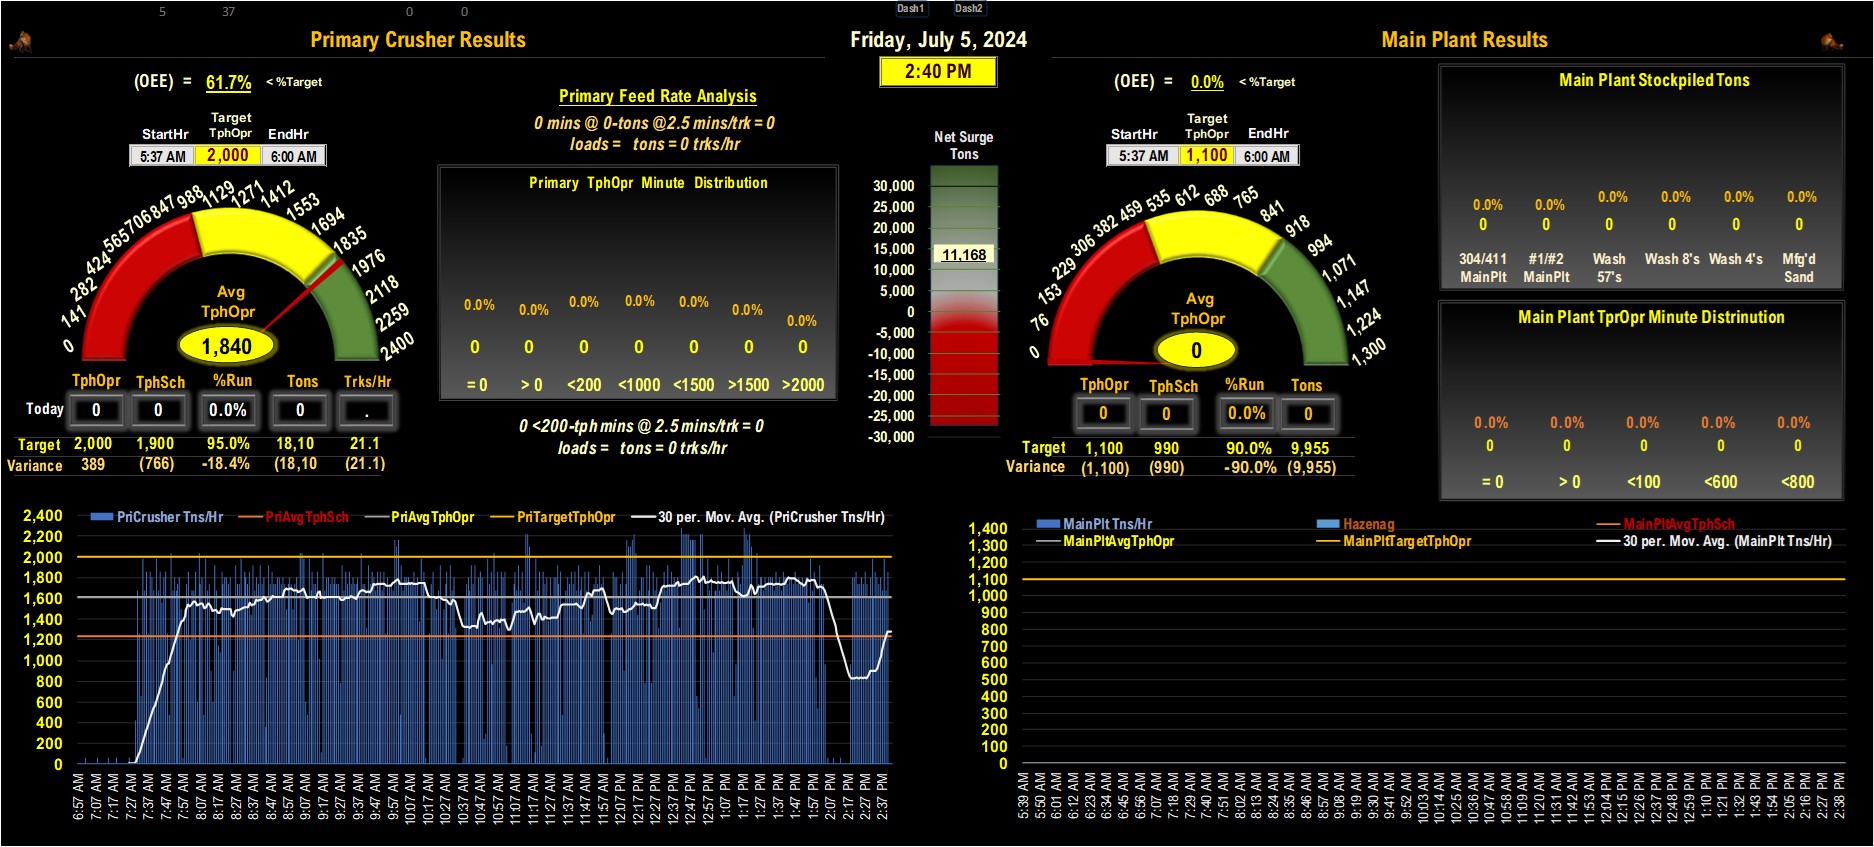 5 37 0 0 Dash1 Dash2
Primary Crusher Results
Friday, July 5, 2024
Main Plant Results
2:40 PM
(OEE) = 61.7% < %Target
Target
StartHr TphOpr EndHr
5:37 AM 2,000 6:00 AM
0 141 282 424 565 706 847 988 1129 1271 1412 1553 1694 1835 1976 2118 2259 2400
Avg
TphOpr
1,840
TphOpr TphSch %Run Tons Trks/Hr
Today 0 0 0.0% 0 .
Target 2,000 1,900 95.0% 18,10 21.1
Variance 389 (766) -18.4% (18,10 (21.1)
Primary Feed Rate Analysis
0 mins @ 0-tons @2.5 mins/trk = 0
loads = tons = 0 trks/hr
Primary TphOpr Minute Distribution
0.0% 0.0% 0.0% 0.0% 0.0% 0.0% 0.0%
0 0 0 0 0 0 0
= 0 > 0 <200 <1000 <1500 >1500 >2000
0 <200-tph mins @ 2.5 mins/trk = 0
loads = tons = 0 trks/hr
Net Surge
Tons
30,000
25,000
20,000
15,000
11,168
10,000
5,000
0
-5,000
-10,000
-15,000
-20,000
-25,000
-30,000
(OEE) = 0.0% < %Target
Target
StartHr TphOpr EndHr
5:37 AM 1,100 6:00 AM
0 76 153 229 306 382 459 535 612 688 765 841 918 994 1,071 1,147 1,224 1,300
Avg
TphOpr
0
TphOpr TphSch %Run Tons
0 0 0.0% 0
Target 1,100 990 90.0% 9,955
Variance (1,100) (990) -90.0% (9,955)
Main Plant Stockpiled Tons
0.0% 0.0% 0.0% 0.0% 0.0% 0.0%
0 0 0 0 0 0
304/411 #1/#2 Wash Wash 8's Wash 4's Mfg'd
MainPlt MainPlt 57's Sand
Main Plant TprOpr Minute Distrinution
0.0% 0.0% 0.0% 0.0% 0.0%
0 0 0 0 0
= 0 > 0 <100 <600 <800
PriCrusher Tns/Hr PriAvgTphSch PriAvgTphOpr PriTargetTphOpr 30 per. Mov. Avg. (PriCrusher Tns/Hr)
2,400
2,200
2,000
1,800
1,600
1,400
1,200
1,000
800
600
400
200
0
6:57 AM 7:07 AM 7:17 AM 7:27 AM 7:37 AM 7:47 AM 7:57 AM 8:07 AM 8:17 AM 8:27 AM 8:37 AM 8:47 AM 8:57 AM 9:07 AM 9:17 AM 9:27 AM 9:37 AM 9:47 AM 9:57 AM 10:07 AM 10:17 AM 10:27 AM 10:37 AM 10:47 AM 10:57 AM 11:07 AM 11:17 AM 11:27 AM 11:37 AM 11:47 AM 11:57 AM 12:07 PM 12:17 PM 12:27 PM 12:37 PM 12:47 PM 12:57 PM 1:07 PM 1:17 PM 1:27 PM 1:37 PM 1:47 PM 1:57 PM 2:07 PM 2:17 PM 2:27 PM 2:37 PM
MainPlt Tns/Hr Hazenag MainPltAvgTphSch
MainPltAvgTphOpr MainPltTargetTphOpr 30 per. Mov. Avg. (MainPlt Tns/Hr)
1,400
1,300
1,200
1,100
1,000
900
800
700
600
500
400
300
200
100
0
5:39 AM 5:50 AM 6:01 AM 6:12 AM 6:23 AM 6:34 AM 6:45 AM 6:56 AM 7:07 AM 7:18 AM 7:29 AM 7:40 AM 7:51 AM 8:02 AM 8:13 AM 8:24 AM 8:35 AM 8:46 AM 8:57 AM 9:08 AM 9:19 AM 9:30 AM 9:41 AM 9:52 AM 10:03 AM 10:14 AM 10:25 AM 10:36 AM 10:47 AM 10:58 AM 11:09 AM 11:20 AM 11:31 AM 11:42 AM 11:53 AM 12:04 PM 12:15 PM 12:26 PM 12:37 PM 12:48 PM 12:59 PM 1:10 PM 1:21 PM 1:32 PM 1:43 PM 1:54 PM 2:05 PM 2:16 PM 2:27 PM 2:38 PM